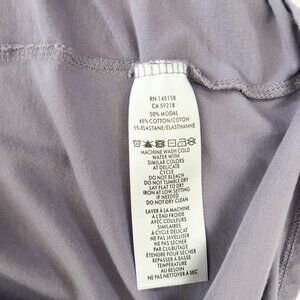 RN 148158
CA 59218
50% MODAL
45% COTTON/COTON
5% ELASTANE/ELASTHANNE
MACHINE WASH COLD
WATER WITH
SIMILAR COLORS
AT DELICATE
CYCLE
DO NOT BLEACH
DO NOT TUMBLE DRY
LAY FLAT TO DRY
IRON AT LOW SETTING
IF NEEDED
DO NOT DRY CLEAN
LAVER À LA MACHINE
À L'EAU FROIDE
AVEC COULEURS
SIMILAIRES
À CYCLE DÉLICAT
NE PAS JAVELLISER
NE PAS SÉCHER
PAR CULBUTAGE
ÉTENDRE POUR SÉCHER
REPASSER À BASSE
TEMPÉRATURE
AU BESOIN
NE PAS NETTOYER À SEC